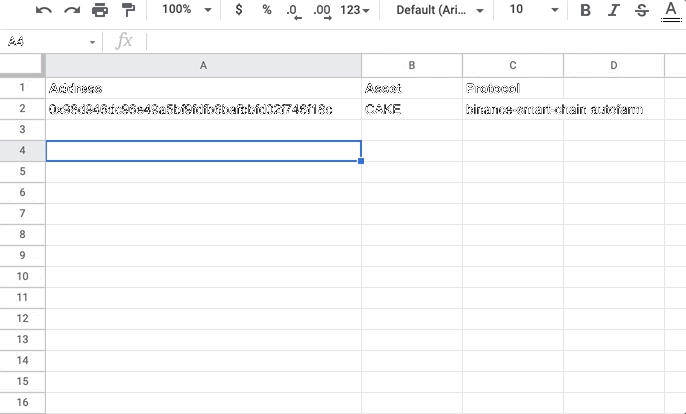 100% $ % .0 .00 123 Default (Ari... 10 B I S A
A4 fx
A B C D
1 Address Asset Protocol
2 CAKE binance-smart-chain autofarm
3
4
5
6
7
8
9
10
11
12
13
14
15
16